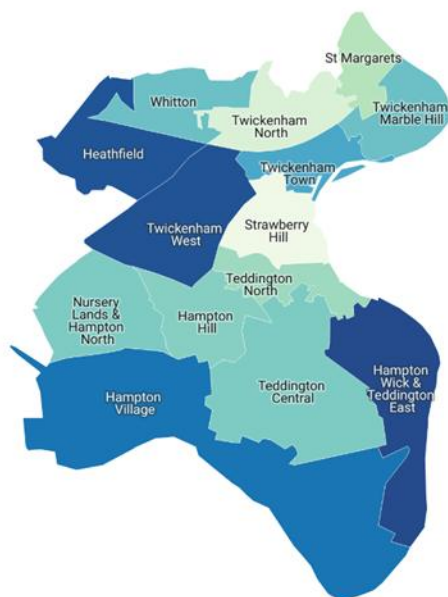 St Margarets
Whitton
Twickenham
Marble Hill
Twickenham
North
Heathfield
Twickenham
Town
Twickenham
West
Strawberry
Hill
Teddington
North
Nursery
Lands &
Hampton
North
Hampton
Hill
Hampton
Wick &
Teddington
East
Teddington
Central
Hampton
Village